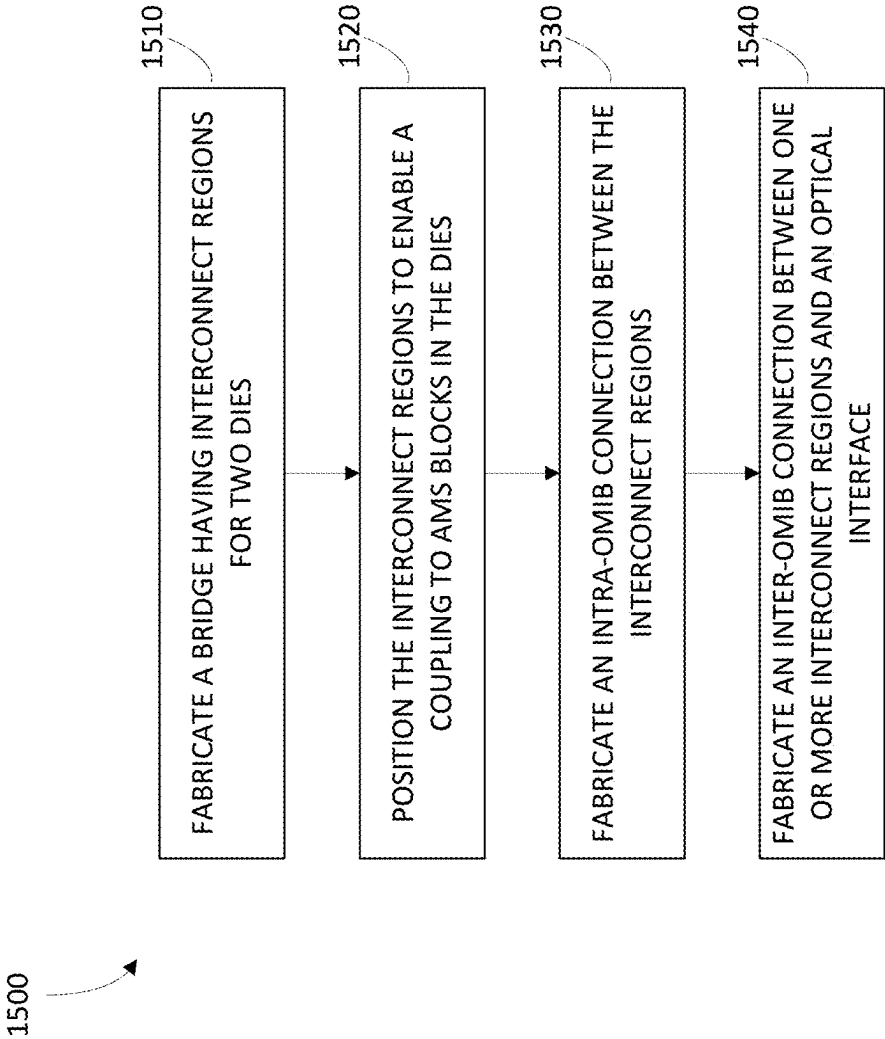 1500
1510
FABRICATE A BRIDGE HAVING INTERCONNECT REGIONS
FOR TWO DIES
1520
POSITION THE INTERCONNECT REGIONS TO ENABLE A
COUPLING TO AMS BLOCKS IN THE DIES
1530
FABRICATE AN INTRA-OMIB CONNECTION BETWEEN THE
INTERCONNECT REGIONS
1540
FABRICATE AN INTER-OMIB CONNECTION BETWEEN ONE
OR MORE INTERCONNECT REGIONS AND AN OPTICAL
INTERFACE